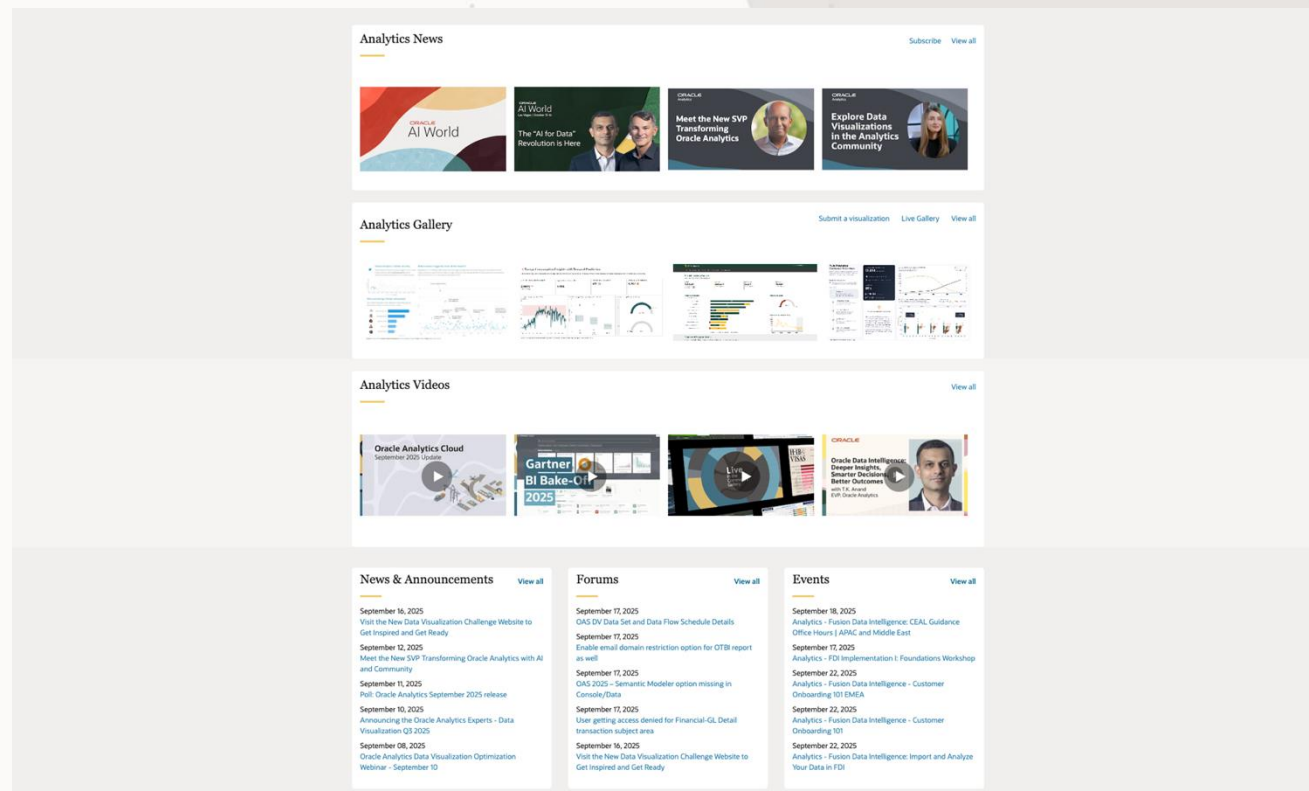 Analytics News
Subscribe View all
ORACLE
AI World
ORACLE
AI World
The "AI for Data"
Revolution is Here
ORACLE
Analytics
Meet the New SVP
Transforming
Oracle Analytics
ORACLE
Analytics
Explore Data
Visualizations
in the Analytics
Community
Analytics Gallery
Submit a visualization Live Gallery View all
Analytics Videos
View all
Oracle Analytics Cloud
September 2025 Update
Gartner
BI Bake-Off
2025
Live
ORACLE
Oracle Data Intelligence:
Deeper Insights,
Smarter Decisions,
Better Outcomes
with T.K. Anand
EVP, Oracle Analytics
News & Announcements View all
September 16, 2025
Visit the New Data Visualization Challenge Website to
Get Inspired and Get Ready
September 12, 2025
Meet the New SVP Transforming Oracle Analytics with AI
and Community
September 11, 2025
Poll: Oracle Analytics September 2025 release
September 10, 2025
Announcing the Oracle Analytics Experts - Data
Visualization Q3 2025
September 08, 2025
Oracle Analytics Data Visualization Optimization
Webinar - September 10
Forums View all
September 17, 2025
OAS DV Data Set and Data Flow Schedule Details
September 17, 2025
Enable email domain restriction option for OTBI report
as well
September 17, 2025
OAS 2025 – Semantic Modeler option missing in
Console/Data
September 17, 2025
User getting access denied for Financial-GL Detail
transaction subject area
September 16, 2025
Visit the New Data Visualization Challenge Website to
Get Inspired and Get Ready
Events View all
September 18, 2025
Analytics - Fusion Data Intelligence: CEAL Guidance
Office Hours | APAC and Middle East
September 17, 2025
Analytics - FDI Implementation I: Foundations Workshop
September 22, 2025
Analytics - Fusion Data Intelligence - Customer
Onboarding 101 EMEA
September 22, 2025
Analytics - Fusion Data Intelligence - Customer
Onboarding 101
September 22, 2025
Analytics - Fusion Data Intelligence: Import and Analyze
Your Data in FDI